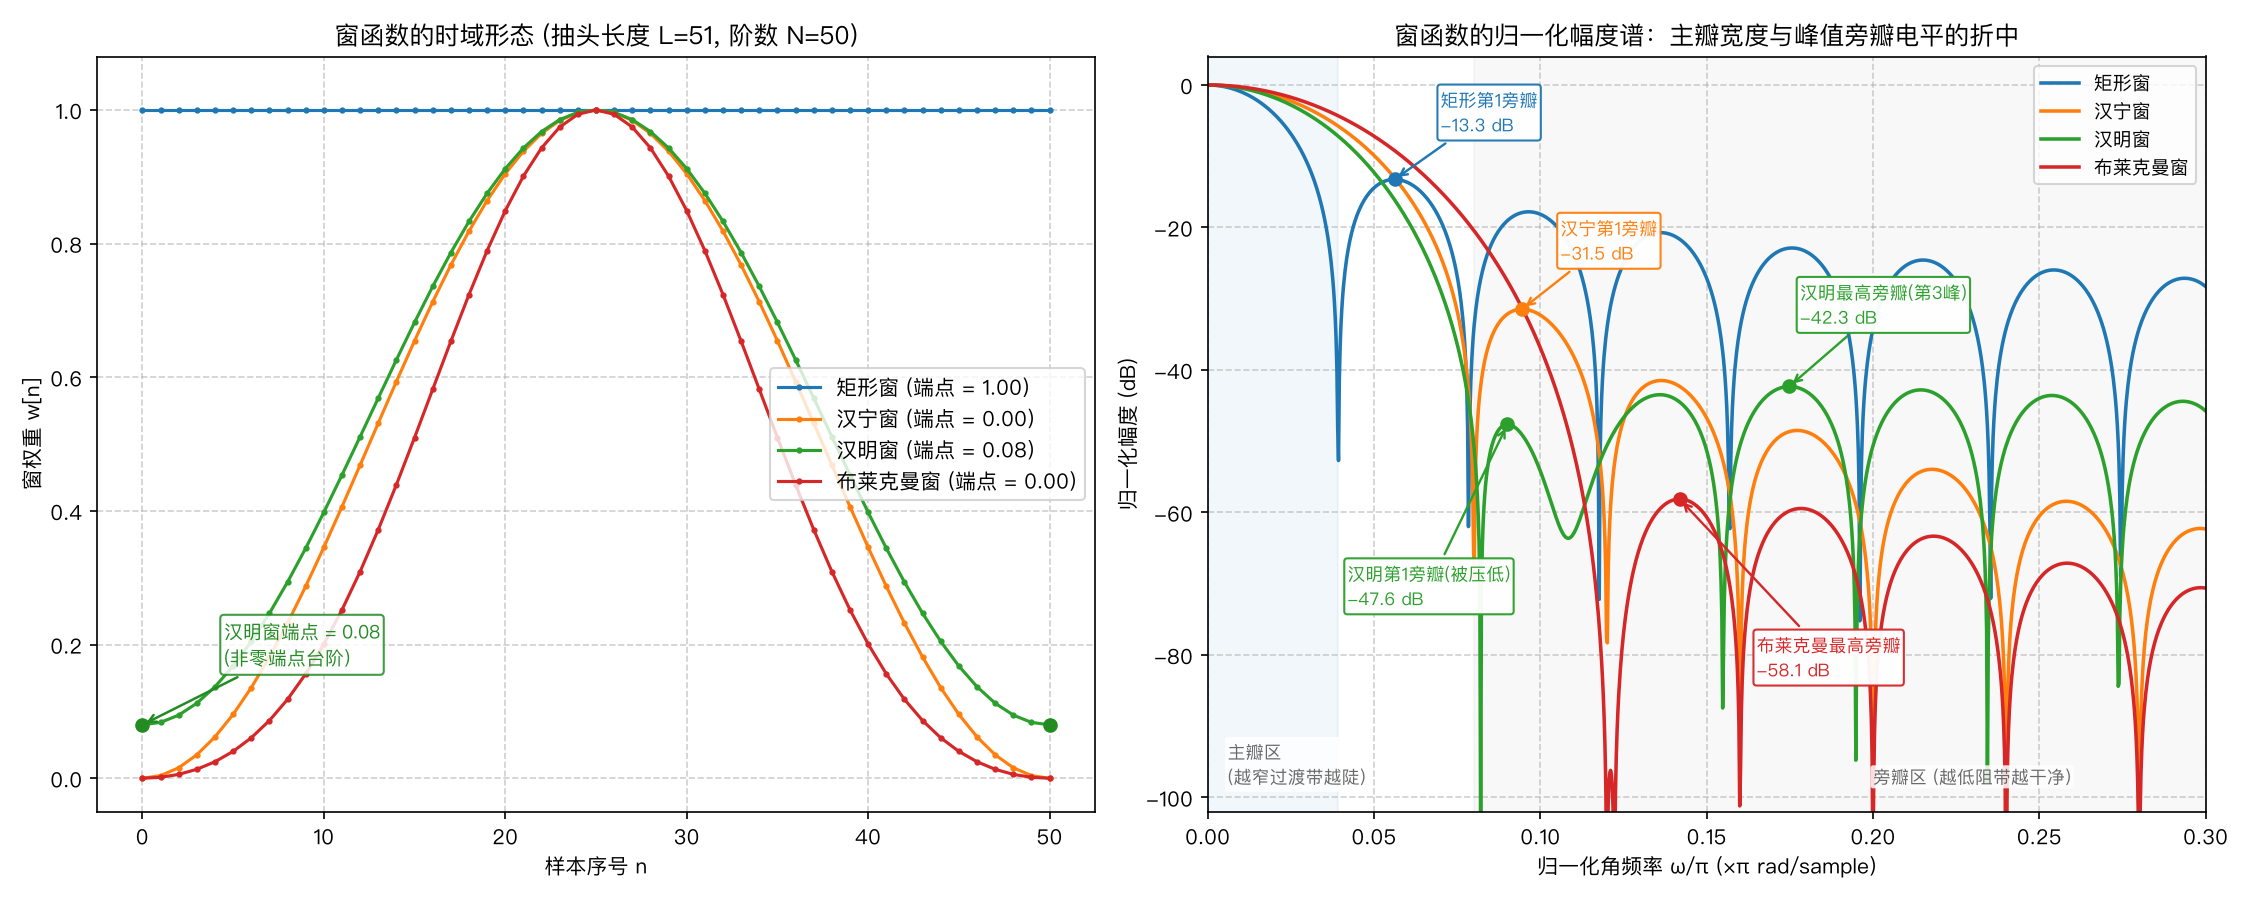 窗函数的时域形态 (抽头长度 L=51, 阶数 N=50)
窗权重 w[n]
1.0
0.8
0.6
0.4
0.2
0.0
矩形窗 (端点 = 1.00)
汉宁窗 (端点 = 0.00)
汉明窗 (端点 = 0.08)
布莱克曼窗 (端点 = 0.00)
汉明窗端点 = 0.08
(非零端点台阶)
0
10
20
30
40
50
样本序号 n
窗函数的归一化幅度谱：主瓣宽度与峰值旁瓣电平的折中
归一化幅度 (dB)
0
−20
−40
−60
−80
−100
矩形窗
汉宁窗
汉明窗
布莱克曼窗
矩形第1旁瓣
−13.3 dB
汉宁第1旁瓣
−31.5 dB
汉明最高旁瓣(第3峰)
−42.3 dB
汉明第1旁瓣(被压低)
−47.6 dB
布莱克曼最高旁瓣
−58.1 dB
主瓣区
(越窄过渡带越陡)
旁瓣区 (越低阻带越干净)
0.00
0.05
0.10
0.15
0.20
0.25
0.30
归一化角频率 ω/π (×π rad/sample)